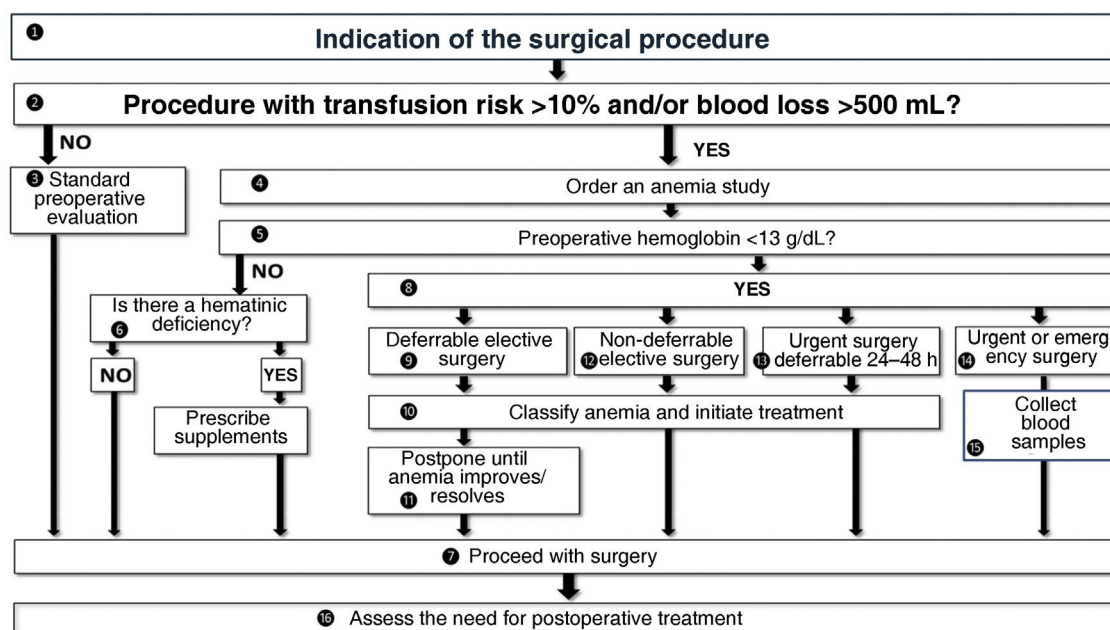 ❶ Indication of the surgical procedure
❷ Procedure with transfusion risk >10% and/or blood loss >500 mL?
NO
YES
❸ Standard
preoperative
evaluation
❹ Order an anemia study
❺ Preoperative hemoglobin <13 g/dL?
NO
❽ YES
Is there a hematinic
❻ deficiency?
NO
YES
Prescribe
supplements
Deferrable elective
❾ surgery
Non-deferrable
⓬ elective surgery
Urgent surgery
⓭ deferrable 24–48 h
Urgent or emerg
⓮ ency surgery
❿ Classify anemia and initiate treatment
Collect
blood
⓯ samples
Postpone until
anemia improves/
⓫ resolves
❼ Proceed with surgery
⓰ Assess the need for postoperative treatment